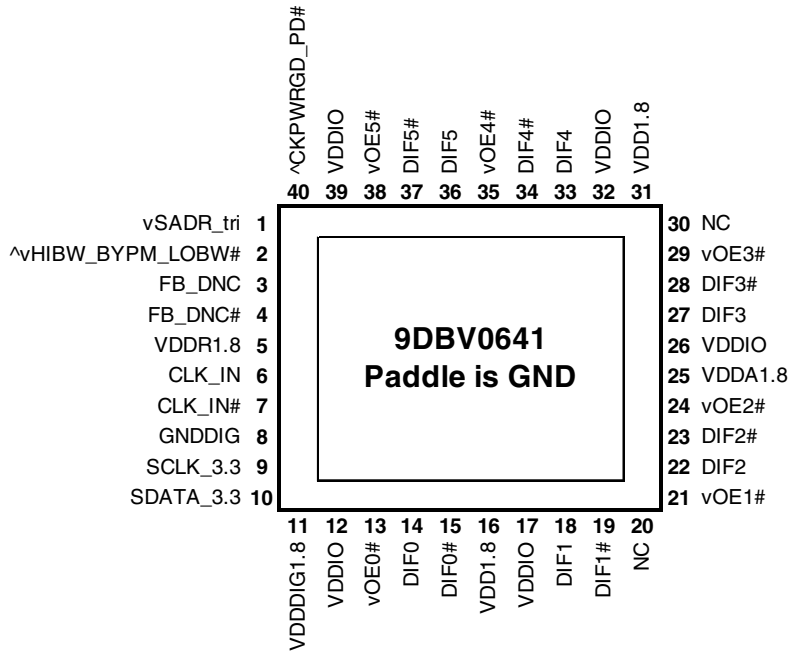 ^CKPWRGD_PD#
VDDIO
vOE5#
DIF5#
DIF5
vOE4#
DIF4#
DIF4
VDDIO
VDD1.8
40 39 38 37 36 35 34 33 32 31
vSADR_tri 1
^vHIBW_BYPM_LOBW# 2
FB_DNC 3
FB_DNC# 4
VDDR1.8 5
CLK_IN 6
CLK_IN# 7
GNDDIG 8
SCLK_3.3 9
SDATA_3.3 10
9DBV0641
Paddle is GND
30 NC
29 vOE3#
28 DIF3#
27 DIF3
26 VDDIO
25 VDDA1.8
24 vOE2#
23 DIF2#
22 DIF2
21 vOE1#
11 12 13 14 15 16 17 18 19 20
VDDDIG1.8
VDDIO
vOE0#
DIF0
DIF0#
VDD1.8
VDDIO
DIF1
DIF1#
NC